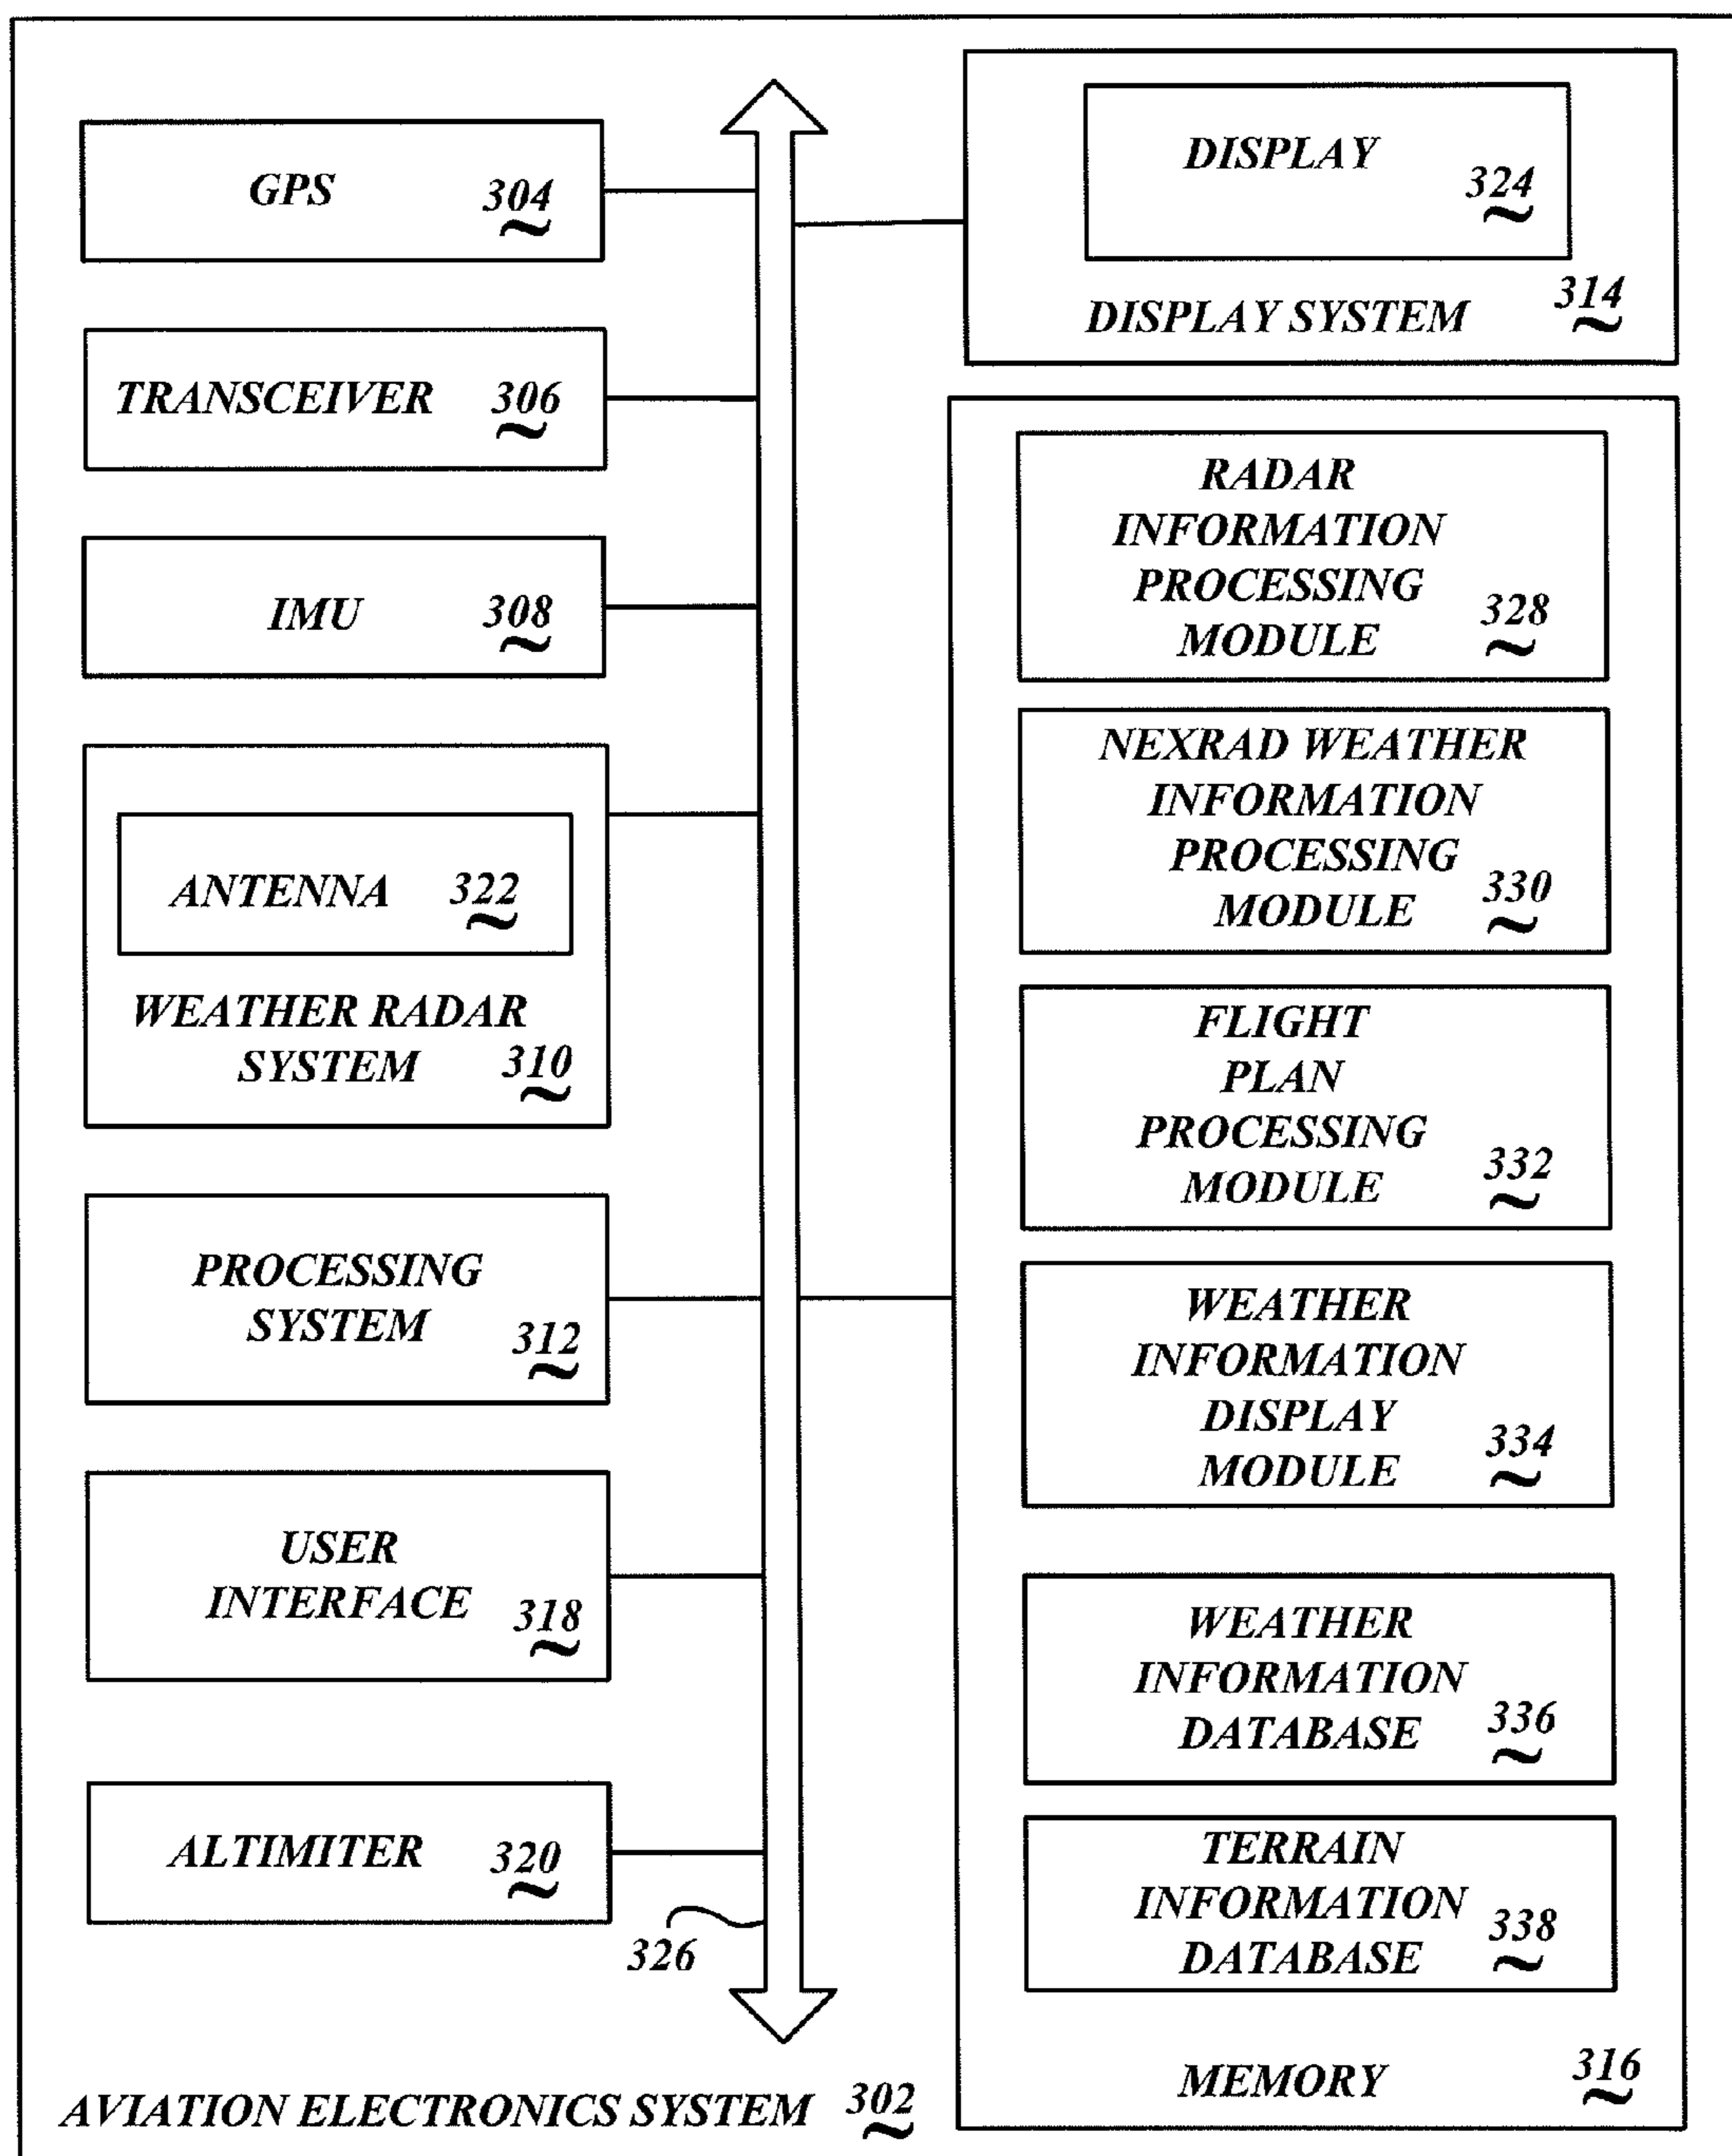 GPS 304
TRANSCEIVER 306
IMU 308
ANTENNA 322
WEATHER RADAR
SYSTEM 310
PROCESSING
SYSTEM 312
USER
INTERFACE 318
ALTIMITER 320
326
AVIATION ELECTRONICS SYSTEM 302
DISPLAY 324
DISPLAY SYSTEM 314
RADAR
INFORMATION
PROCESSING
MODULE 328
NEXRAD WEATHER
INFORMATION
PROCESSING
MODULE 330
FLIGHT
PLAN
PROCESSING
MODULE 332
WEATHER
INFORMATION
DISPLAY
MODULE 334
WEATHER
INFORMATION
DATABASE 336
TERRAIN
INFORMATION
DATABASE 338
MEMORY 316